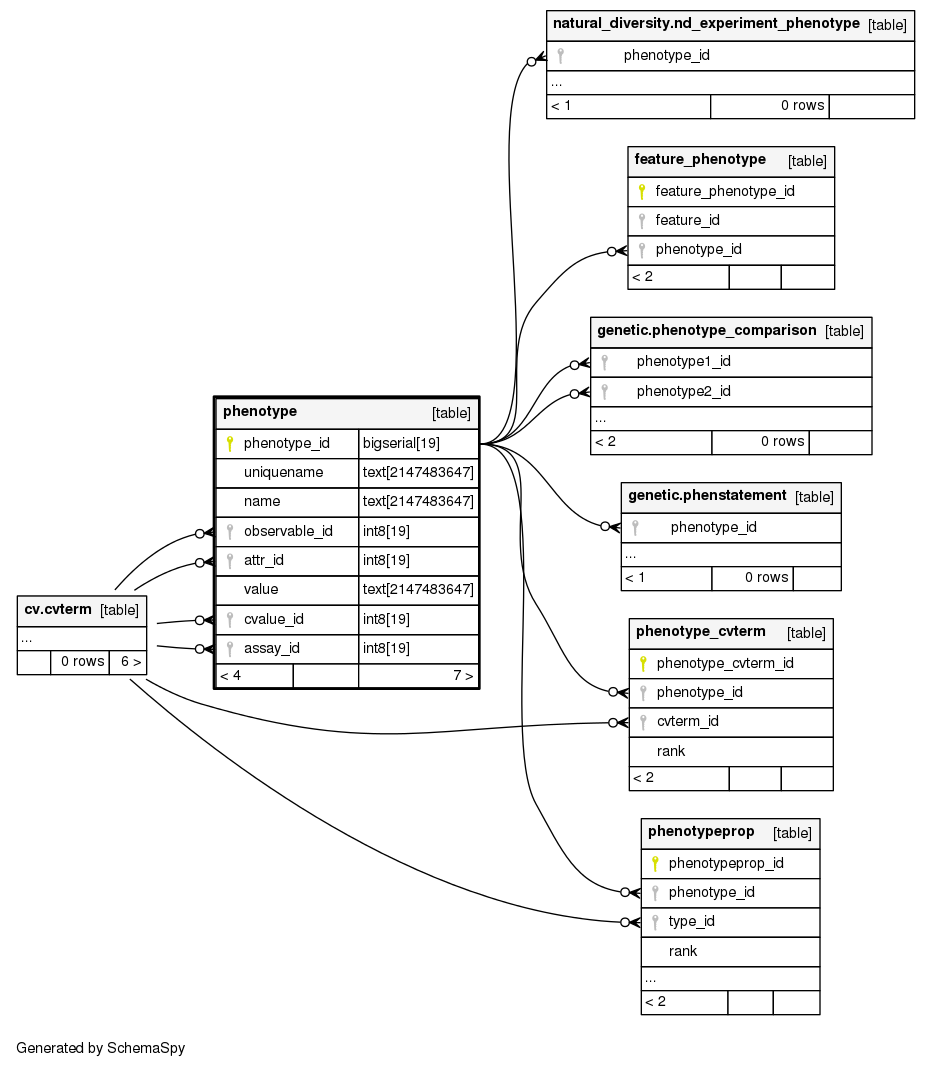 natural_diversity.nd_experiment_phenotype [table]
phenotype_id
...
< 1 0 rows
feature_phenotype [table]
feature_phenotype_id
feature_id
phenotype_id
< 2
genetic.phenotype_comparison [table]
phenotype1_id
phenotype2_id
...
< 2 0 rows
phenotype [table]
phenotype_id bigserial[19]
uniquename text[2147483647]
name text[2147483647]
observable_id int8[19]
attr_id int8[19]
value text[2147483647]
cvalue_id int8[19]
assay_id int8[19]
< 4 7 >
genetic.phenstatement [table]
phenotype_id
...
< 1 0 rows
cv.cvterm [table]
...
0 rows 6 >
phenotype_cvterm [table]
phenotype_cvterm_id
phenotype_id
cvterm_id
rank
< 2
phenotypeprop [table]
phenotypeprop_id
phenotype_id
type_id
rank
...
< 2
Generated by SchemaSpy